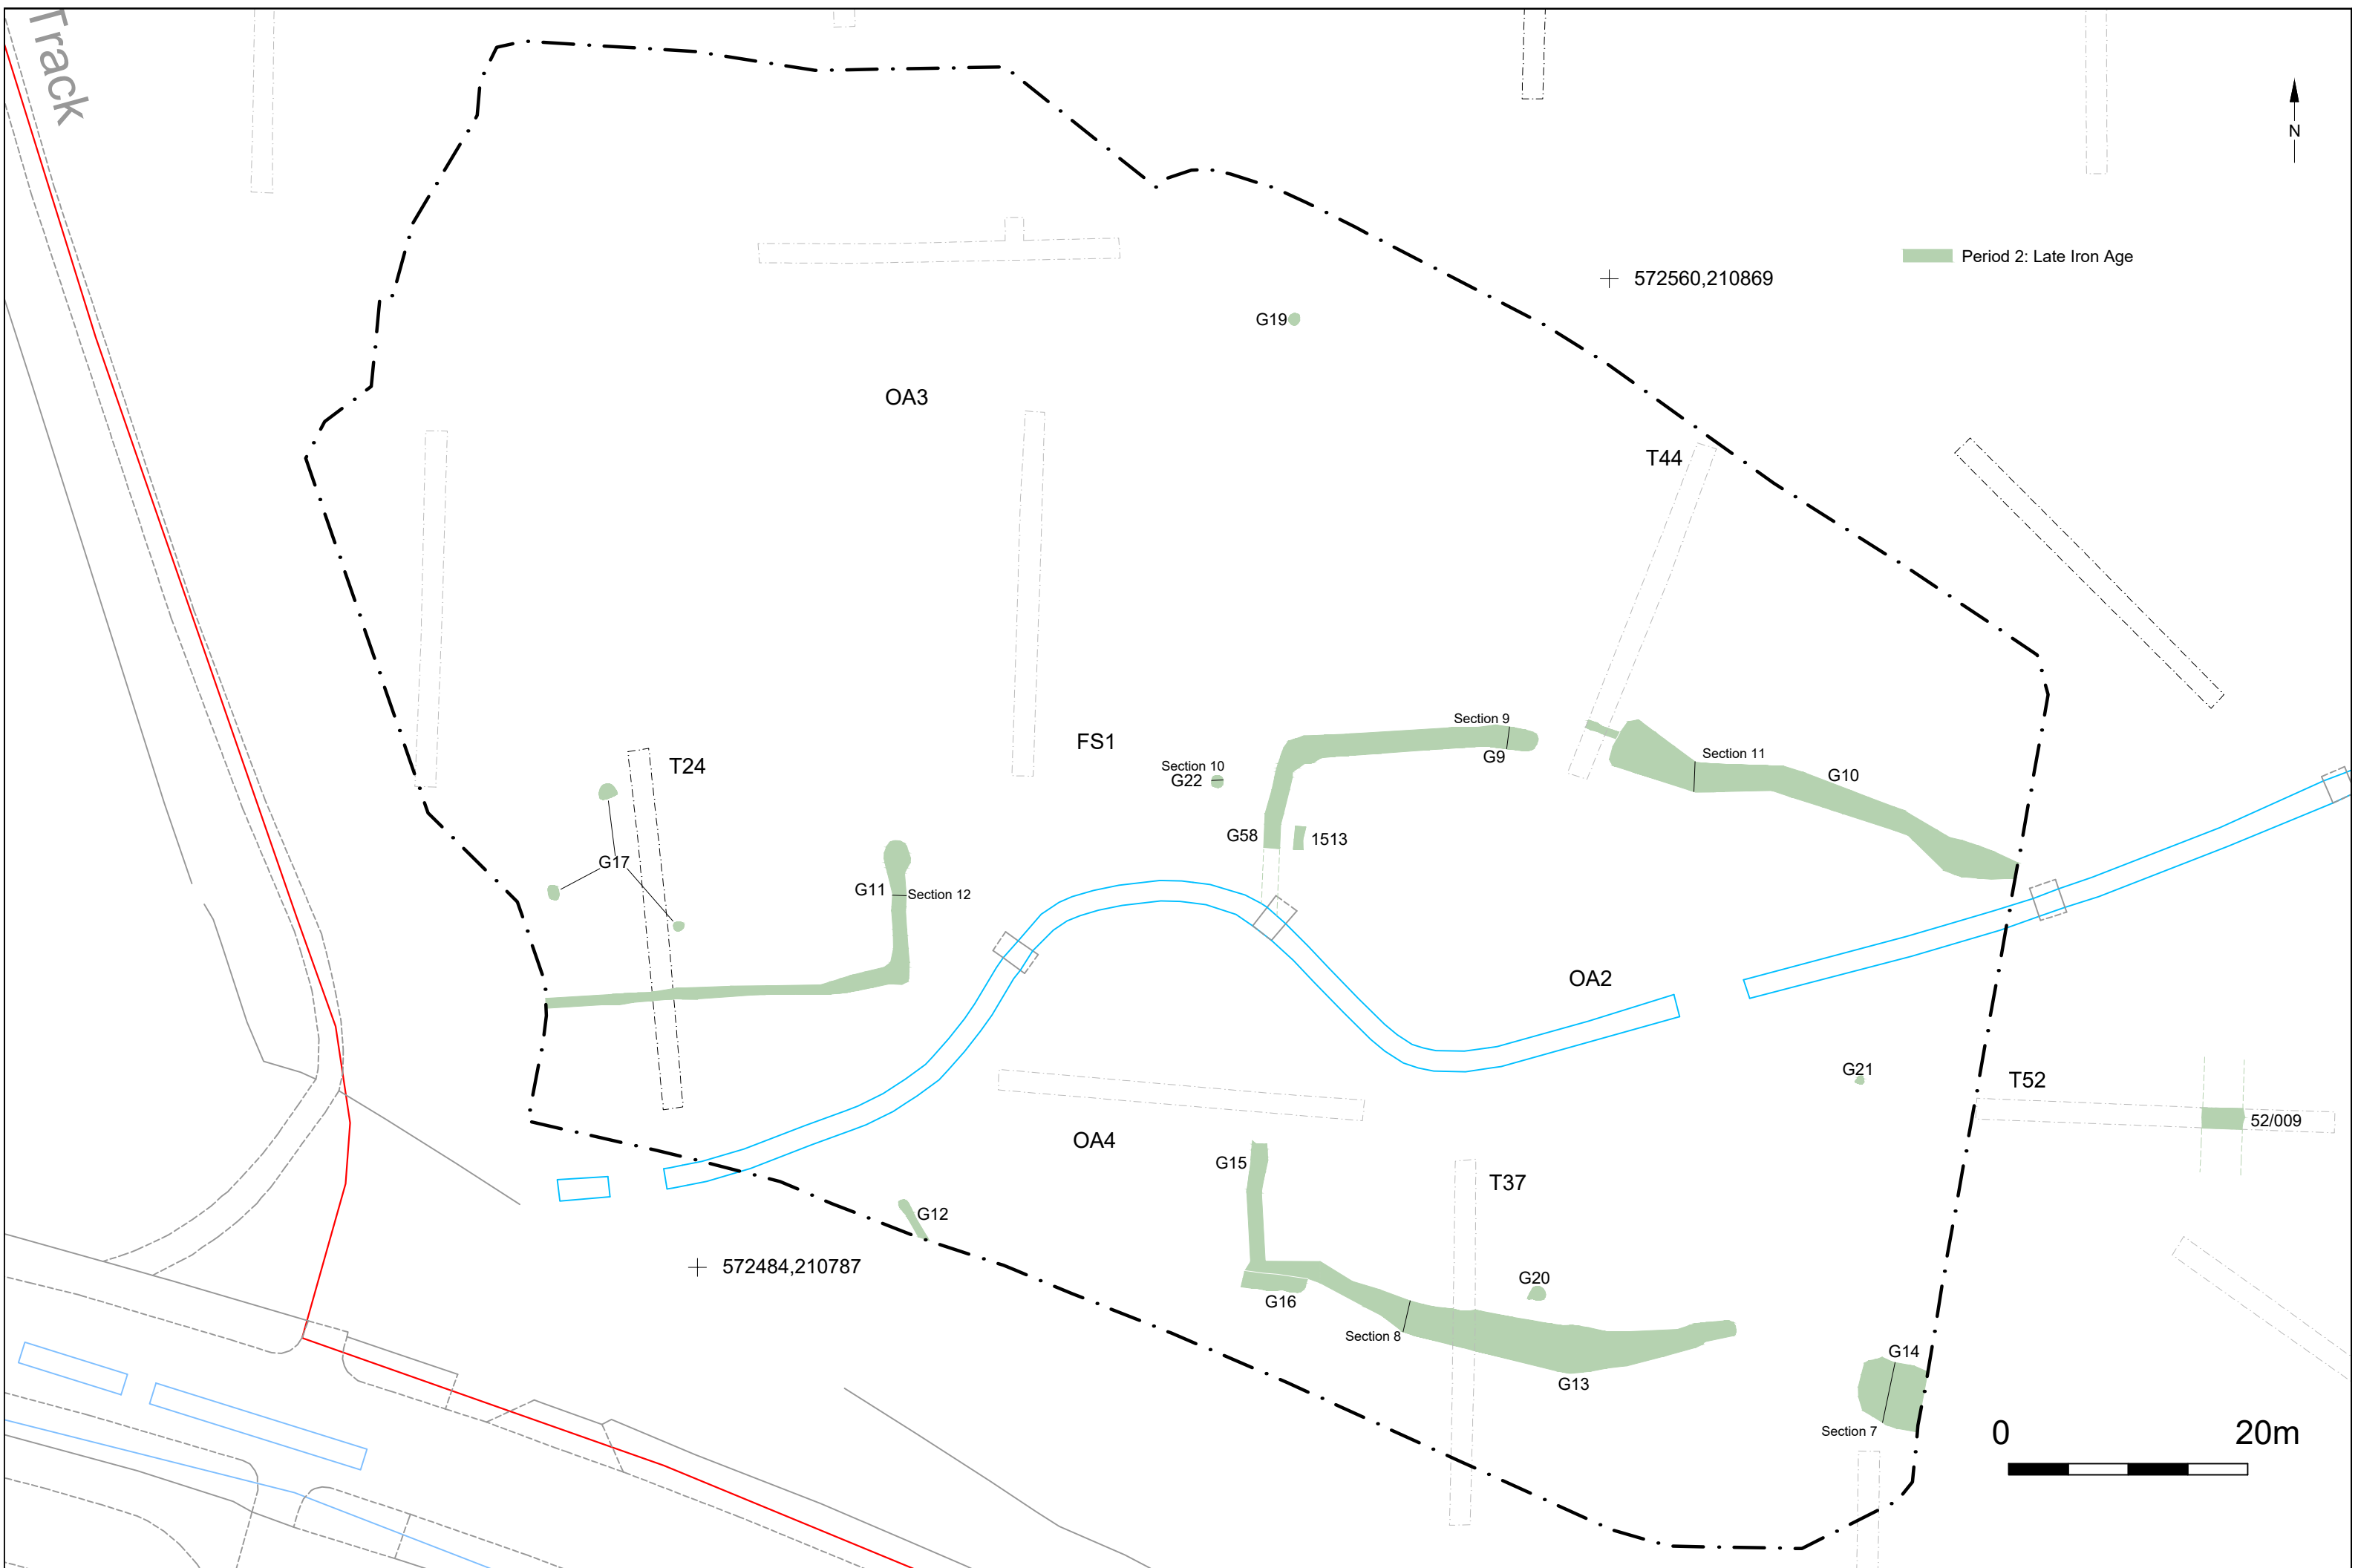 Track
N
572560,210869
Period 2: Late Iron Age
G19
OA3
T44
Section 9
G9
FS1
Section 10
G22
Section 11
G10
T24
G58
1513
G17
G11
Section 12
OA2
G21
T52
52/009
OA4
G15
T37
G12
572484,210787
G20
G16
Section 8
G13
G14
Section 7
0
20m